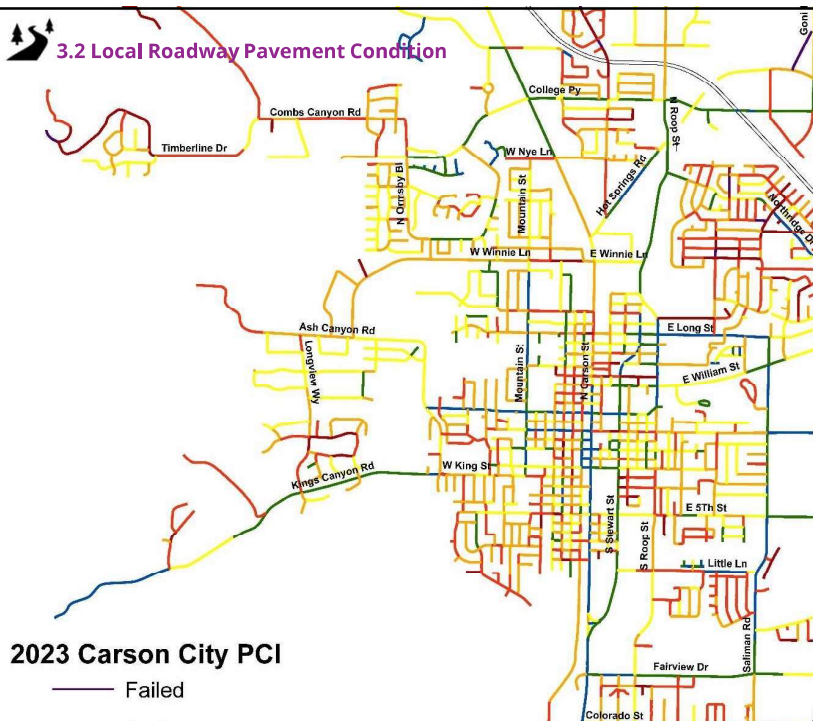 3.2 Local Roadway Pavement Condition
Goni
College Py
Combs Canyon Rd
N Roop St
Timberline Dr
W Nye Ln
Hot Springs Rd
N Ormsby Bl
Mountain St
Northridge Dr
W Winnie Ln
E Winnie Ln
Ash Canyon Rd
E Long St
Longview Wy
Mountain St
N Carson St
E William St
W King St
Kings Canyon Rd
E 5Th St
S Stewart St
S Roop St
Little Ln
Saliman Rd
2023 Carson City PCI
Fairview Dr
Failed
Colorado St